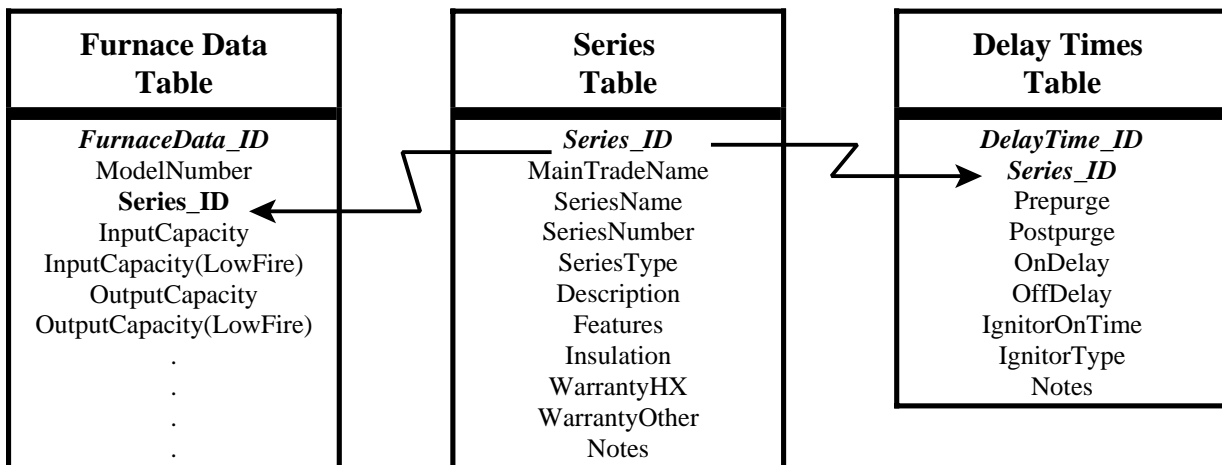 Furnace Data
Table
FurnaceData_ID
ModelNumber
Series_ID
InputCapacity
InputCapacity(LowFire)
OutputCapacity
OutputCapacity(LowFire)
.
.
.
.
Series
Table
Series_ID
MainTradeName
SeriesName
SeriesNumber
SeriesType
Description
Features
Insulation
WarrantyHX
WarrantyOther
Notes
Delay Times
Table
DelayTime_ID
Series_ID
Prepurge
Postpurge
OnDelay
OffDelay
IgnitorOnTime
IgnitorType
Notes